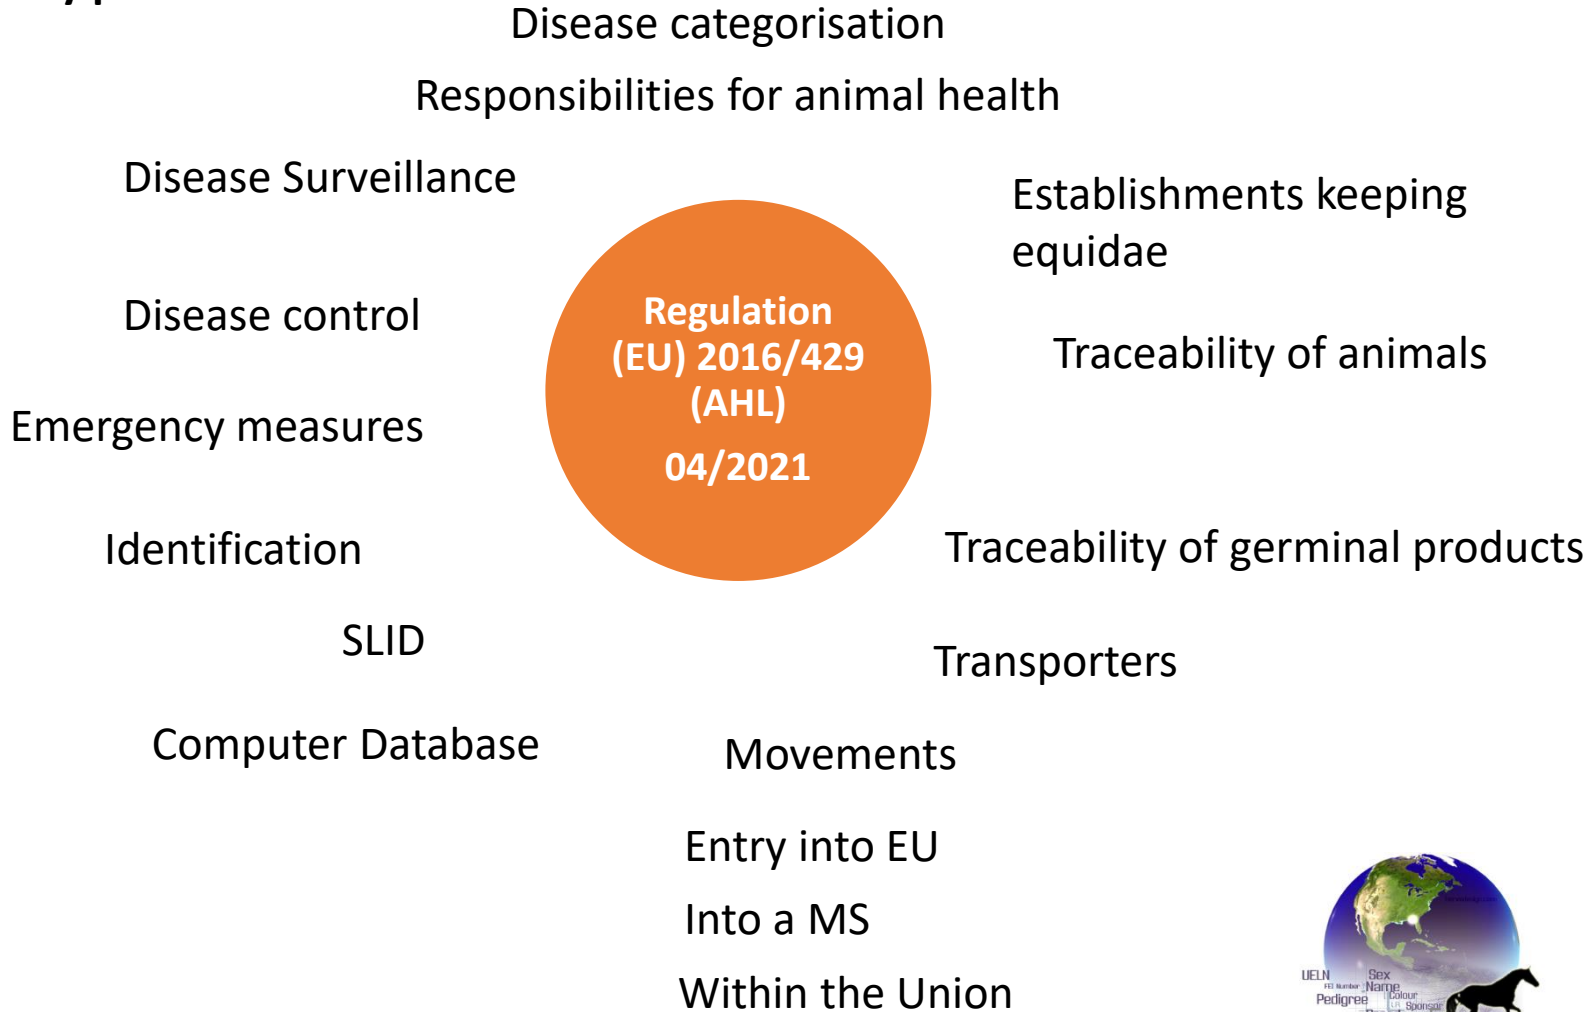 Disease categorisation
Responsibilities for animal health
Disease Surveillance
Establishments keeping
equidae
Disease control
Regulation
(EU) 2016/429
(AHL)
04/2021
Traceability of animals
Emergency measures
Identification
Traceability of germinal products
SLID
Transporters
Computer Database
Movements
Entry into EU
Into a MS
Within the Union
UELN Sex
FEI Number Name
Pedigree Colour
Sponsor